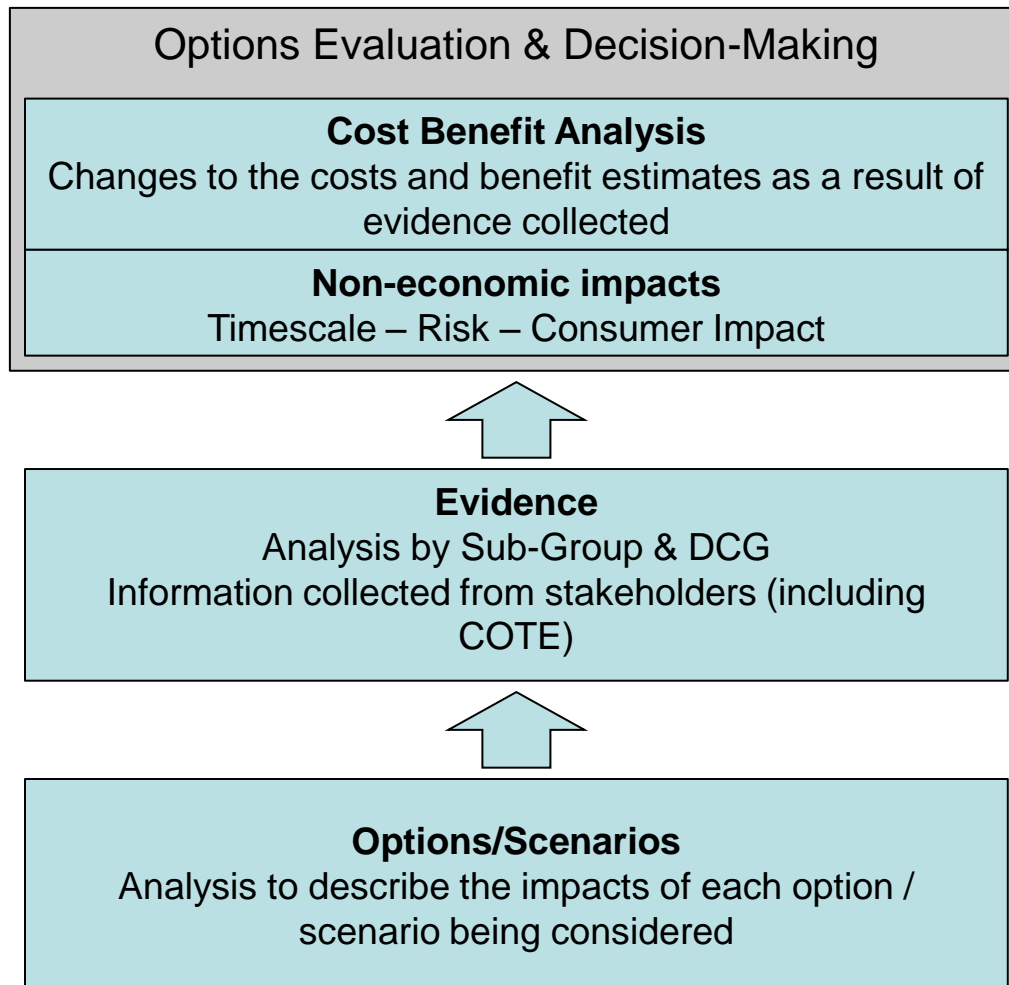 Options Evaluation & Decision-Making
Cost Benefit Analysis
Changes to the costs and benefit estimates as a result of
evidence collected
Non-economic impacts
Timescale – Risk – Consumer Impact
Evidence
Analysis by Sub-Group & DCG
Information collected from stakeholders (including
COTE)
Options/Scenarios
Analysis to describe the impacts of each option /
scenario being considered